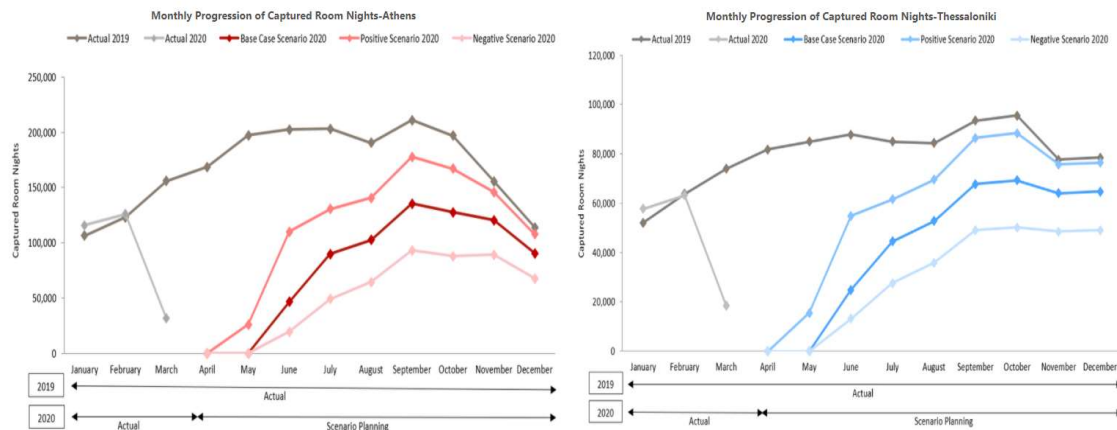 Monthly Progression of Captured Room Nights-Athens
Actual 2019 Actual 2020 Base Case Scenario 2020 Positive Scenario 2020 Negative Scenario 2020
Captured Room Nights
250,000
200,000
150,000
100,000
50,000
0
January February March April May June July August September October November December
2019
Actual
2020
Actual Scenario Planning
Monthly Progression of Captured Room Nights-Thessaloniki
Actual 2019 Actual 2020 Base Case Scenario 2020 Positive Scenario 2020 Negative Scenario 2020
Captured Room Nights
120,000
100,000
80,000
60,000
40,000
20,000
0
January February March April May June July August September October November December
2019
Actual
2020
Actual Scenario Planning